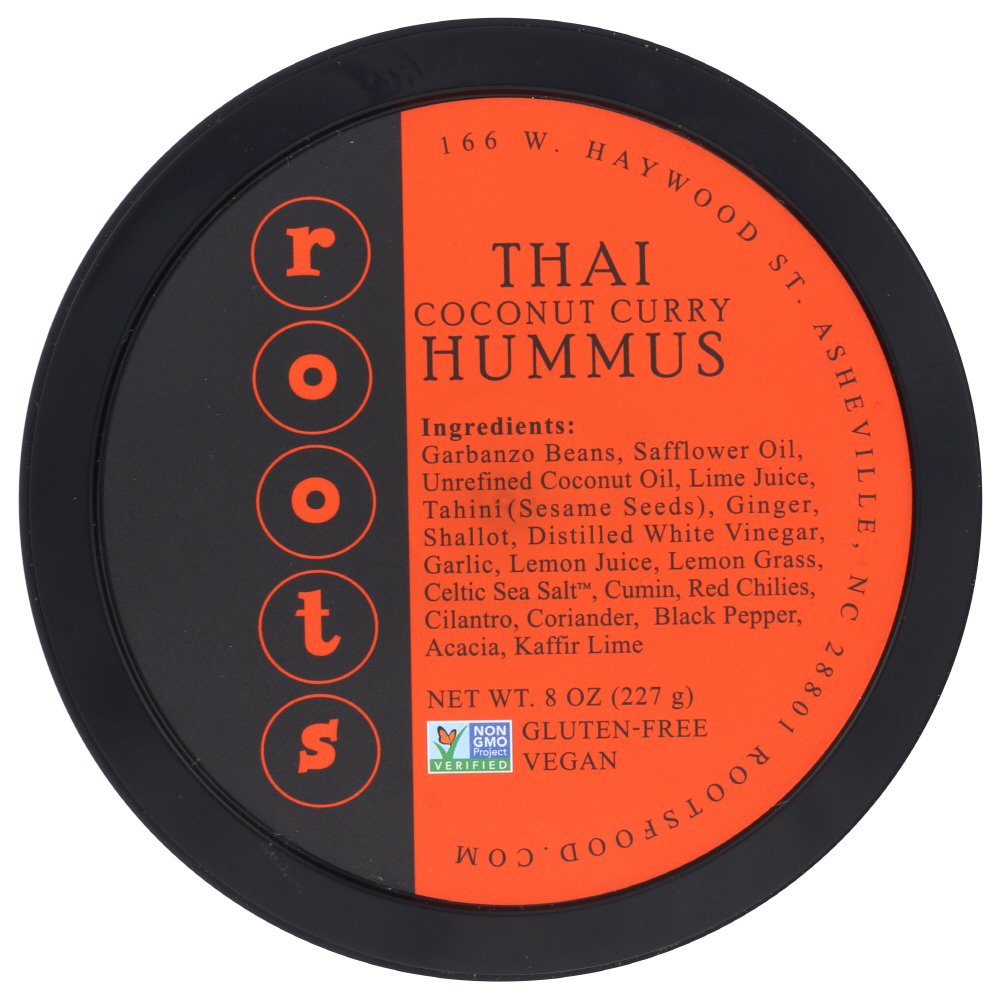 roots
THAI
COCONUT CURRY
HUMMUS
Ingredients:
Garbanzo Beans, Safflower Oil,
Unrefined Coconut Oil, Lime Juice,
Tahini (Sesame Seeds), Ginger,
Shallot, Distilled White Vinegar,
Garlic, Lemon Juice, Lemon Grass,
Celtic Sea Salt™, Cumin, Red Chilies,
Cilantro, Coriander, Black Pepper,
Acacia, Kaffir Lime
NET WT. 8 OZ (227 g)
NON
GMO
Project
VERIFIED
GLUTEN-FREE
VEGAN
166 W. HAYWOOD ST. ASHEVILLE, NC 28801 ROOTSFOOD.COM